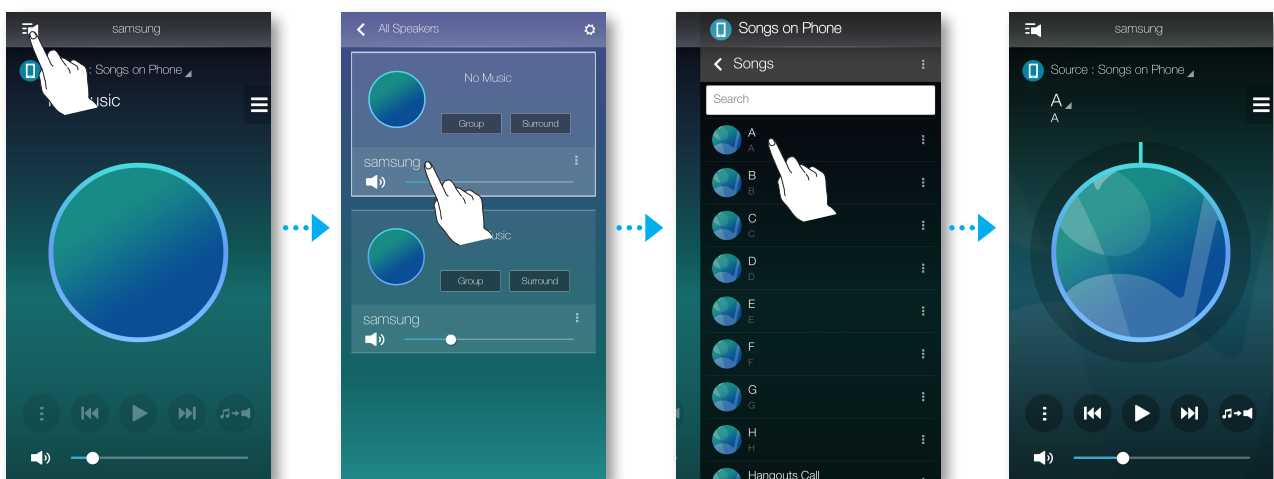 samsung
: Songs on Phone
usic
All Speakers
No Music
Group
Surround
samsung
usic
Group
Surround
samsung
Songs on Phone
Songs
Search
A
A
B
B
C
C
D
D
E
E
F
F
G
G
H
H
Hangouts Call
samsung
Source : Songs on Phone
A
A